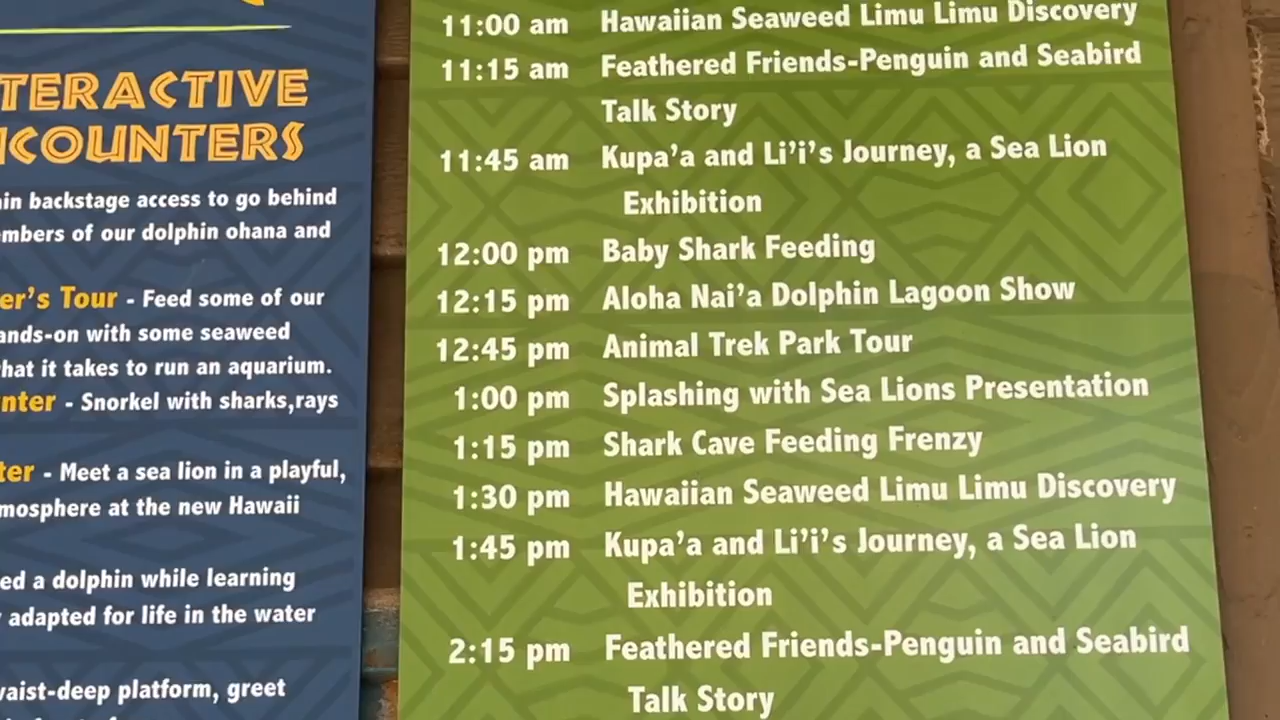 TERACTIVE
COUNTERS
in backstage access to go behind
mbers of our dolphin ohana and
er's Tour - Feed some of our
ands-on with some seaweed
hat it takes to run an aquarium.
nter - Snorkel with sharks,rays
ter - Meet a sea lion in a playful,
mosphere at the new Hawaii
ed a dolphin while learning
adapted for life in the water
waist-deep platform, greet
11:00 am Hawaiian Seaweed Limu Limu Discovery
11:15 am Feathered Friends-Penguin and Seabird
Talk Story
11:45 am Kupa'a and Li'i's Journey, a Sea Lion
Exhibition
12:00 pm Baby Shark Feeding
12:15 pm Aloha Nai'a Dolphin Lagoon Show
12:45 pm Animal Trek Park Tour
1:00 pm Splashing with Sea Lions Presentation
1:15 pm Shark Cave Feeding Frenzy
1:30 pm Hawaiian Seaweed Limu Limu Discovery
1:45 pm Kupa'a and Li'i's Journey, a Sea Lion
Exhibition
2:15 pm Feathered Friends-Penguin and Seabird
Talk Story